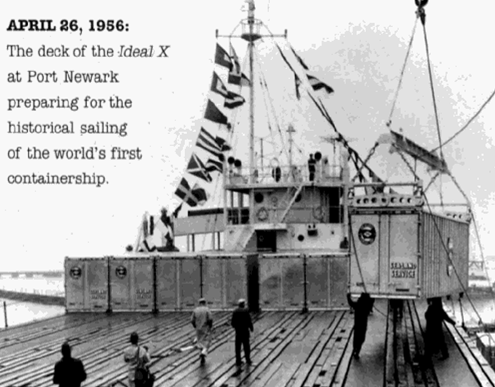 APRIL 26, 1956:
The deck of the Ideal X
at Port Newark
preparing for the
historical sailing
of the world's first
containership.
SEALAND
SERVICE